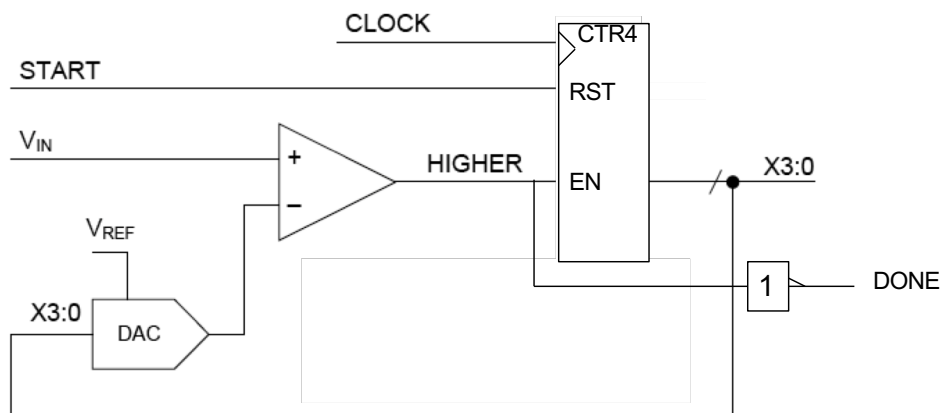 CLOCK
CTR4
START
RST
VIN
+
HIGHER
EN
X3:0
−
VREF
1
DONE
X3:0
DAC